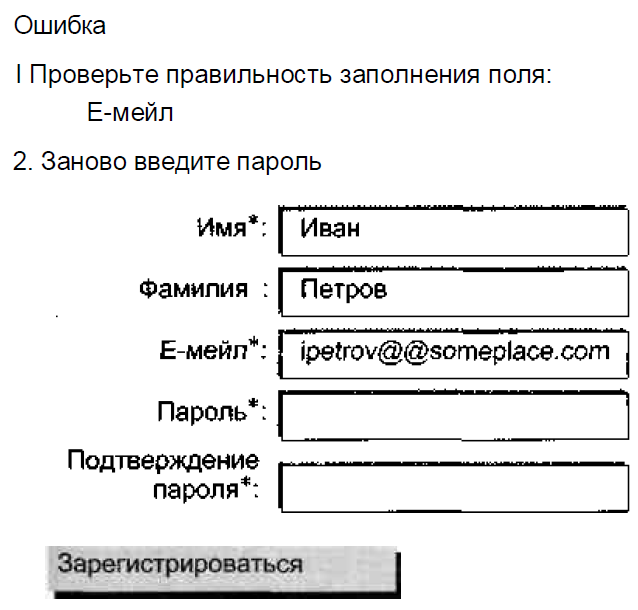 Ошибка
I Проверьте правильность заполнения поля:
Е-мейл
2. Заново введите пароль
Имя*: Иван
Фамилия : Петров
Е-мейл*: ipetrov@@someplace.com
Пароль*:
Подтверждение
пароля*:
Зарегистрироваться